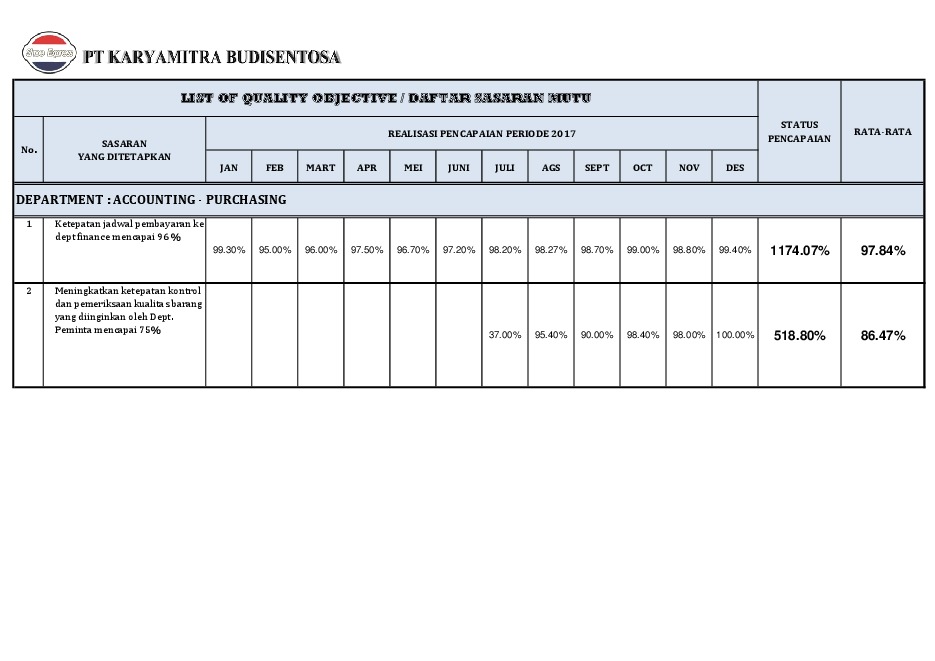 PT KARYAMITRA BUDISENTOSA
LIST OF QUALITY OBJECTIVE / DAFTAR SASARAN MUTU
No.
SASARAN
YANG DITETAPKAN
REALISASI PENCAPAIAN PERIODE 2017
STATUS
PENCAPAIAN
RATA-RATA
JAN FEB MART APR MEI JUNI JULI AGS SEPT OCT NOV DES
DEPARTMENT : ACCOUNTING - PURCHASING
1 Ketepatan jadwal pembayaran ke
dept finance mencapai 96%
99.30% 95.00% 96.00% 97.50% 96.70% 97.20% 98.20% 98.27% 98.70% 99.00% 98.80% 99.40% 1174.07% 97.84%
2 Meningkatkan ketepatan kontrol
dan pemeriksaan kualitas barang
yang diinginkan oleh Dept.
Peminta mencapai 75%
37.00% 95.40% 90.00% 98.40% 98.00% 100.00% 518.80% 86.47%